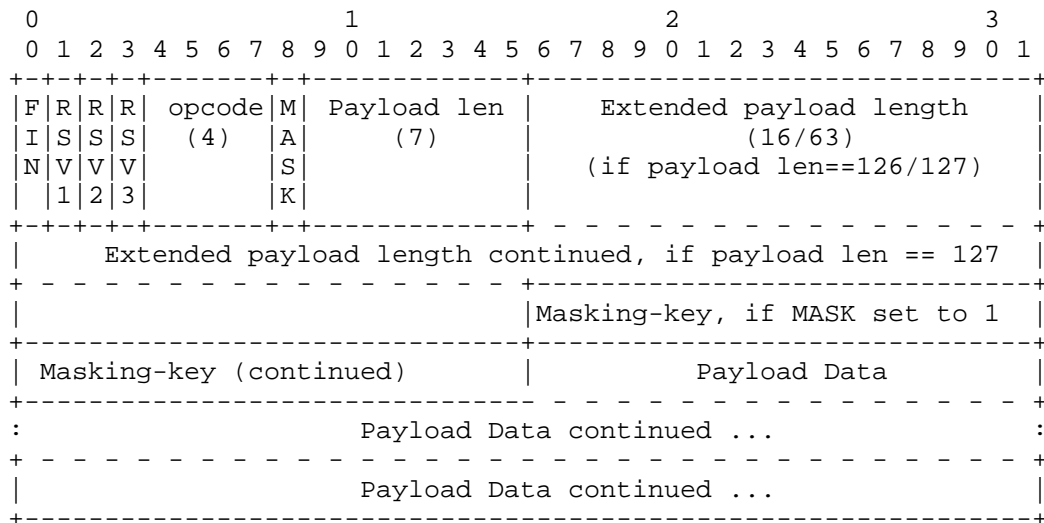 0                   1                   2                   3
0 1 2 3 4 5 6 7 8 9 0 1 2 3 4 5 6 7 8 9 0 1 2 3 4 5 6 7 8 9 0 1
+-+-+-+-+-------+-+-------------+-------------------------------+
|F|R|R|R| opcode|M| Payload len |    Extended payload length    |
|I|S|S|S|  (4)  |A|     (7)     |            (16/63)            |
|N|V|V|V|       |S|             |  (if payload len==126/127)    |
| |1|2|3|       |K|             |                               |
+-+-+-+-+-------+-+-------------+ - - - - - - - - - - - - - - - +
|    Extended payload length continued, if payload len == 127   |
+ - - - - - - - - - - - - - - - +-------------------------------+
|                               |Masking-key, if MASK set to 1  |
+-------------------------------+-------------------------------+
| Masking-key (continued)       |          Payload Data         |
+-------------------------------- - - - - - - - - - - - - - - - +
:                     Payload Data continued ...                :
+ - - - - - - - - - - - - - - - - - - - - - - - - - - - - - - - +
|                     Payload Data continued ...                |
+---------------------------------------------------------------+